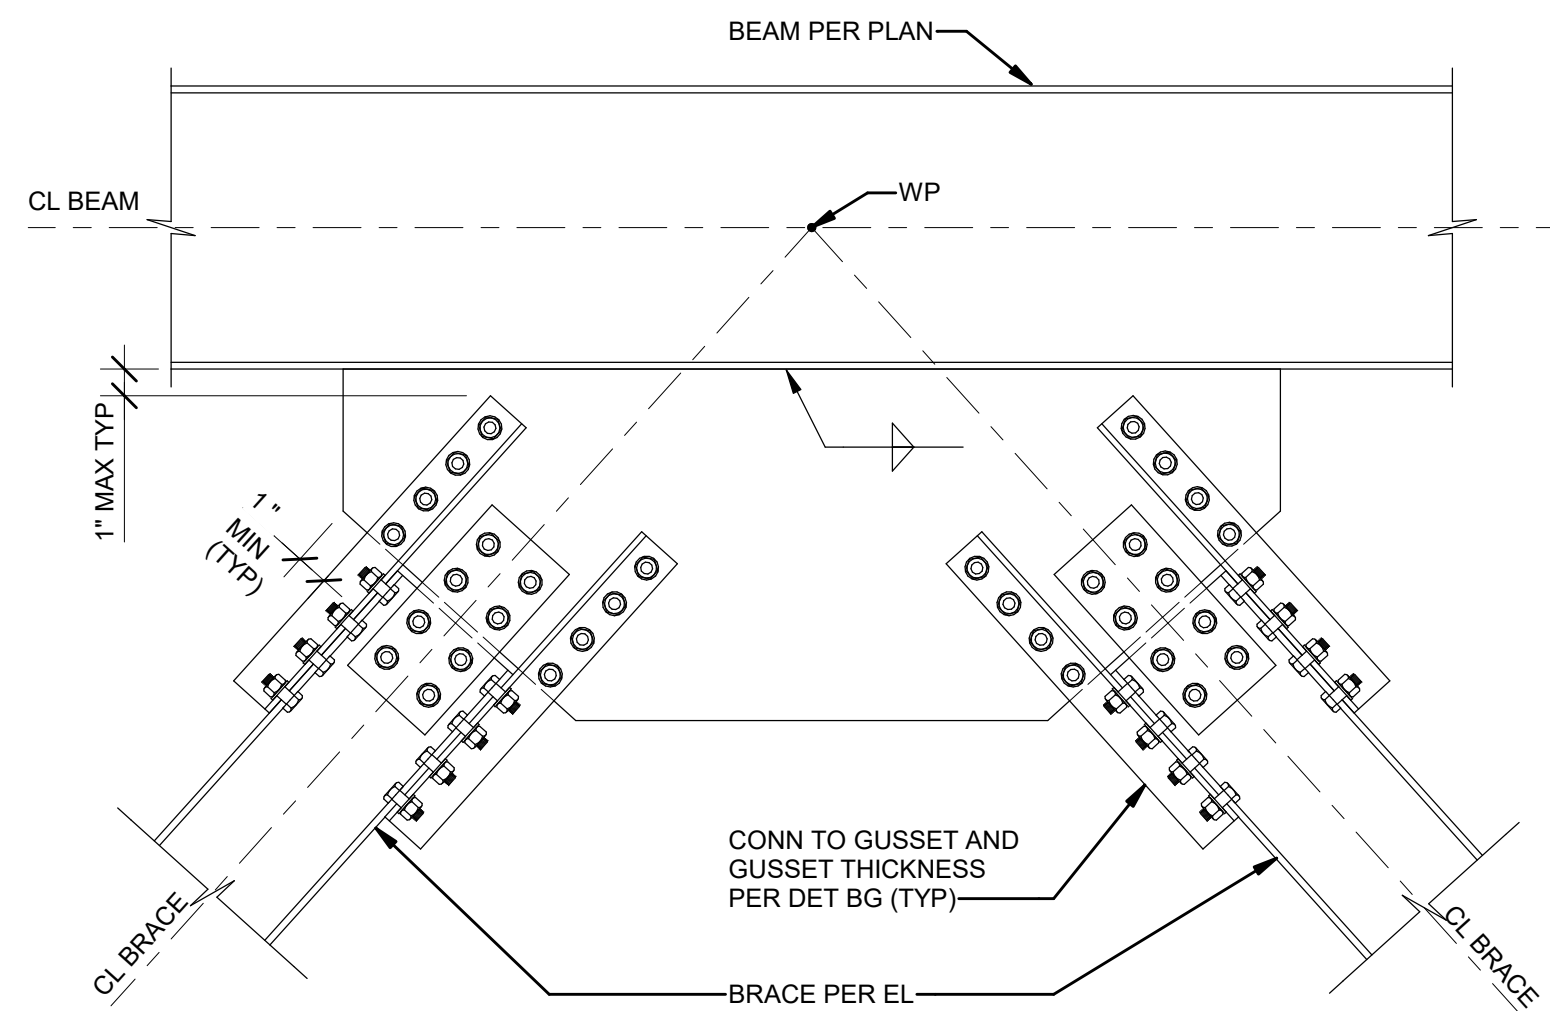 BEAM PER PLAN
CL BEAM
WP
1" MAX TYP
1"
MIN
(TYP)
CONN TO GUSSET AND
GUSSET THICKNESS
PER DET BG (TYP)
CL BRACE
CL BRACE
BRACE PER EL